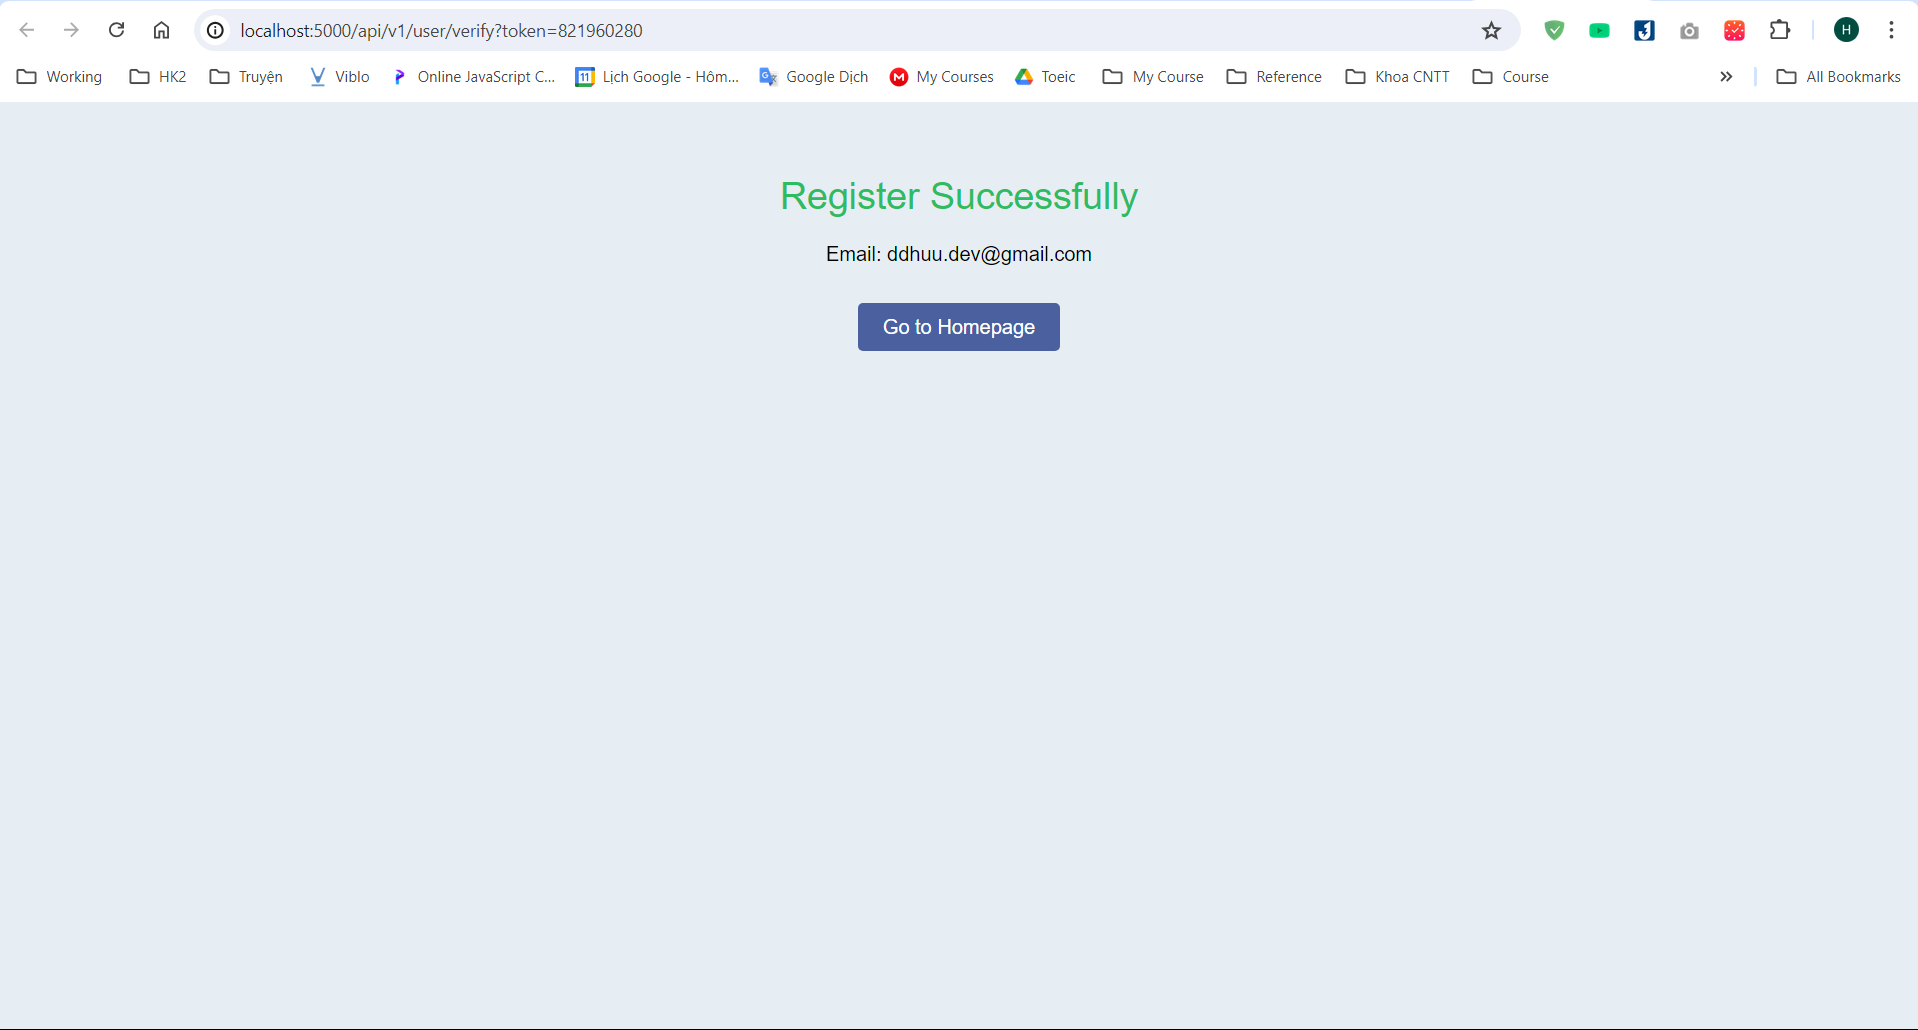 localhost:5000/api/v1/user/verify?token=821960280
H
Working HK2 Truyện Viblo Online JavaScript C... 11 Lịch Google - Hôm... Google Dịch M My Courses Toeic My Course Reference Khoa CNTT Course » All Bookmarks
Register Successfully
Email: ddhuu.dev@gmail.com
Go to Homepage